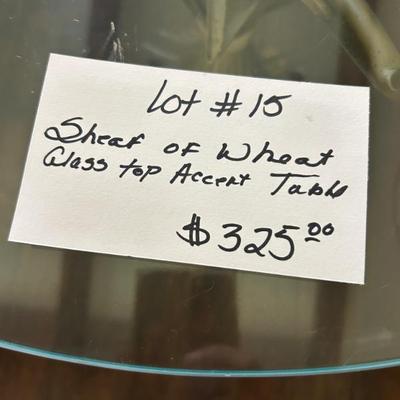 Lot # 15
Sheaf of Wheat
Glass top Accent Table
$325.00